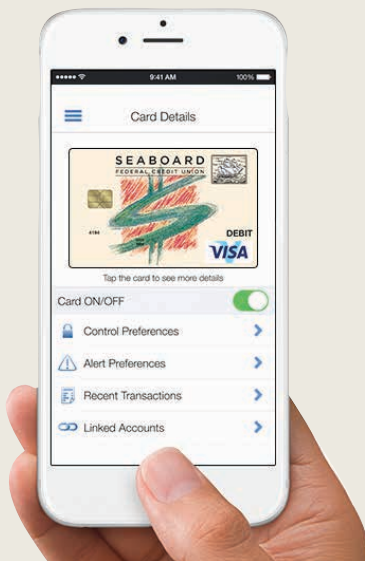 9:41 AM
100%
Card Details
SEABOARD
FEDERAL CREDIT UNION
DEBIT
VISA
Tap the card to see more details
Card ON/OFF
Control Preferences
Alert Preferences
Recent Transactions
Linked Accounts